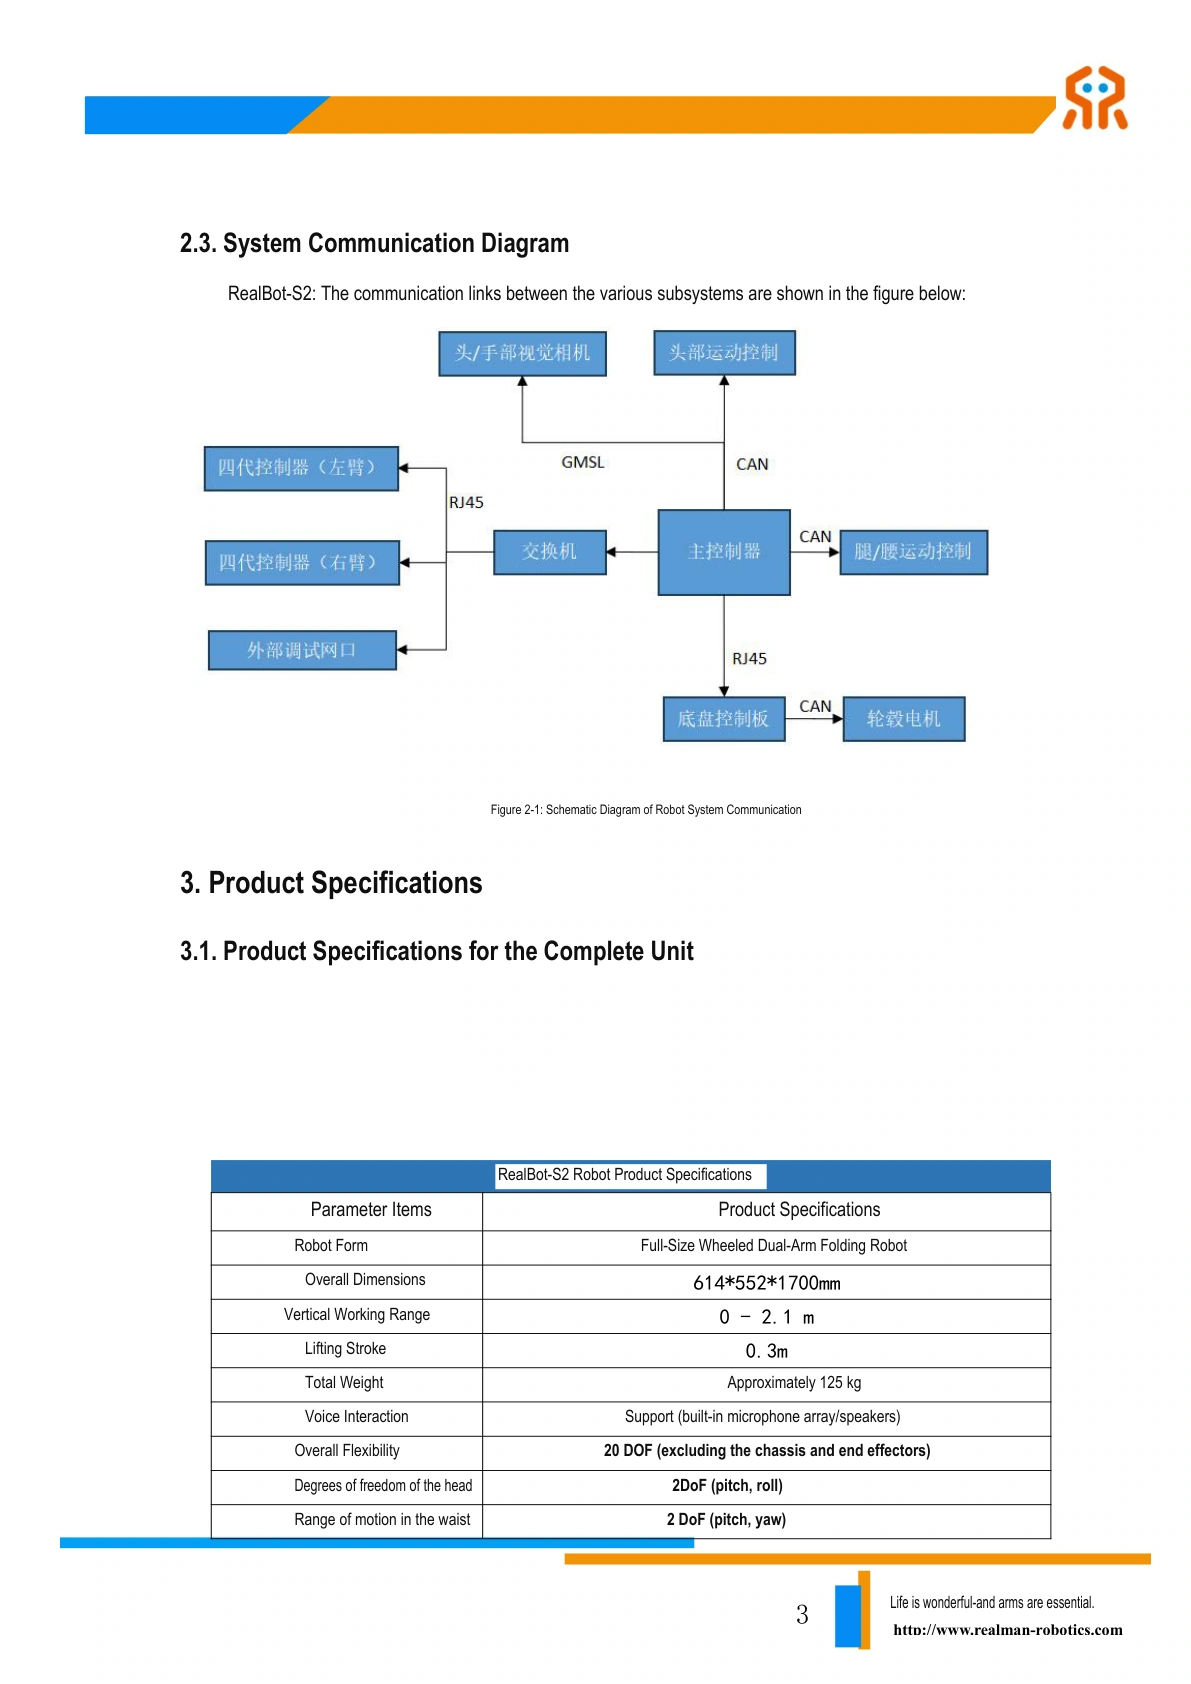 2.3. System Communication Diagram
RealBot-S2: The communication links between the various subsystems are shown in the figure below:
头/手部视觉相机
头部运动控制
GMSL
CAN
四代控制器（左臂）
RJ45
四代控制器（右臂）
交换机
主控制器
CAN
腿/腰运动控制
外部调试网口
RJ45
底盘控制板
CAN
轮毂电机
Figure 2-1: Schematic Diagram of Robot System Communication
3. Product Specifications
3.1. Product Specifications for the Complete Unit
RealBot-S2 Robot Product Specifications
Parameter Items Product Specifications
Robot Form Full-Size Wheeled Dual-Arm Folding Robot
Overall Dimensions 614*552*1700mm
Vertical Working Range 0 – 2.1 m
Lifting Stroke 0.3m
Total Weight Approximately 125 kg
Voice Interaction Support (built-in microphone array/speakers)
Overall Flexibility 20 DOF (excluding the chassis and end effectors)
Degrees of freedom of the head 2DoF (pitch, roll)
Range of motion in the waist 2 DoF (pitch, yaw)
3
Life is wonderful-and arms are essential.
http://www.realman-robotics.com